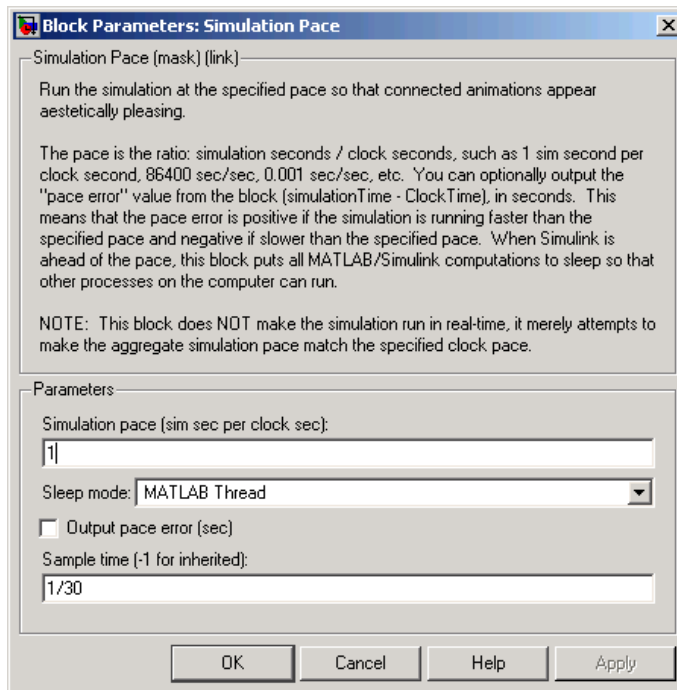 Block Parameters: Simulation Pace
Simulation Pace (mask) (link)
Run the simulation at the specified pace so that connected animations appear
aestetically pleasing.
The pace is the ratio: simulation seconds / clock seconds, such as 1 sim second per
clock second, 86400 sec/sec, 0.001 sec/sec, etc. You can optionally output the
"pace error" value from the block (simulationTime - ClockTime), in seconds. This
means that the pace error is positive if the simulation is running faster than the
specified pace and negative if slower than the specified pace. When Simulink is
ahead of the pace, this block puts all MATLAB/Simulink computations to sleep so that
other processes on the computer can run.
NOTE: This block does NOT make the simulation run in real-time, it merely attempts to
make the aggregate simulation pace match the specified clock pace.
Parameters
Simulation pace (sim sec per clock sec):
1
Sleep mode: MATLAB Thread
Output pace error (sec)
Sample time (-1 for inherited):
1/30
OK Cancel Help Apply